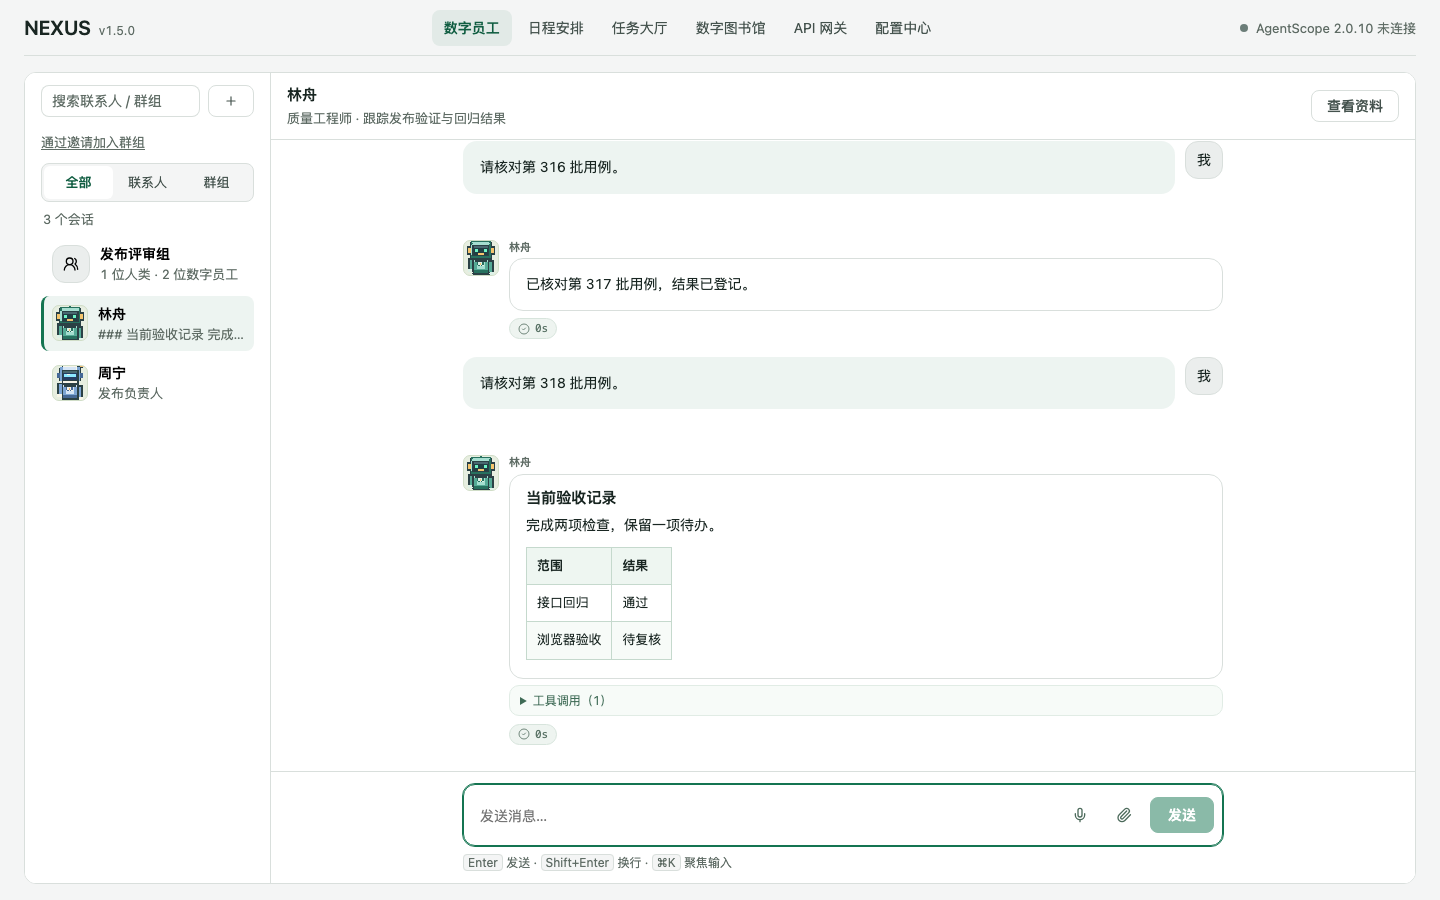 NEXUS v1.5.0
数字员工 日程安排 任务大厅 数字图书馆 API 网关 配置中心
AgentScope 2.0.10 未连接
搜索联系人 / 群组 +
通过邀请加入群组
全部 联系人 群组
3 个会话
发布评审组
1 位人类 · 2 位数字员工
林舟
### 当前验收记录 完成...
周宁
发布负责人
林舟
质量工程师 · 跟踪发布验证与回归结果
查看资料
请核对第 316 批用例。
我
林舟
已核对第 317 批用例，结果已登记。
0s
请核对第 318 批用例。
我
林舟
当前验收记录
完成两项检查，保留一项待办。
范围 结果
接口回归 通过
浏览器验收 待复核
工具调用（1）
0s
发送消息...
发送
Enter 发送 · Shift+Enter 换行 · ⌘K 聚焦输入